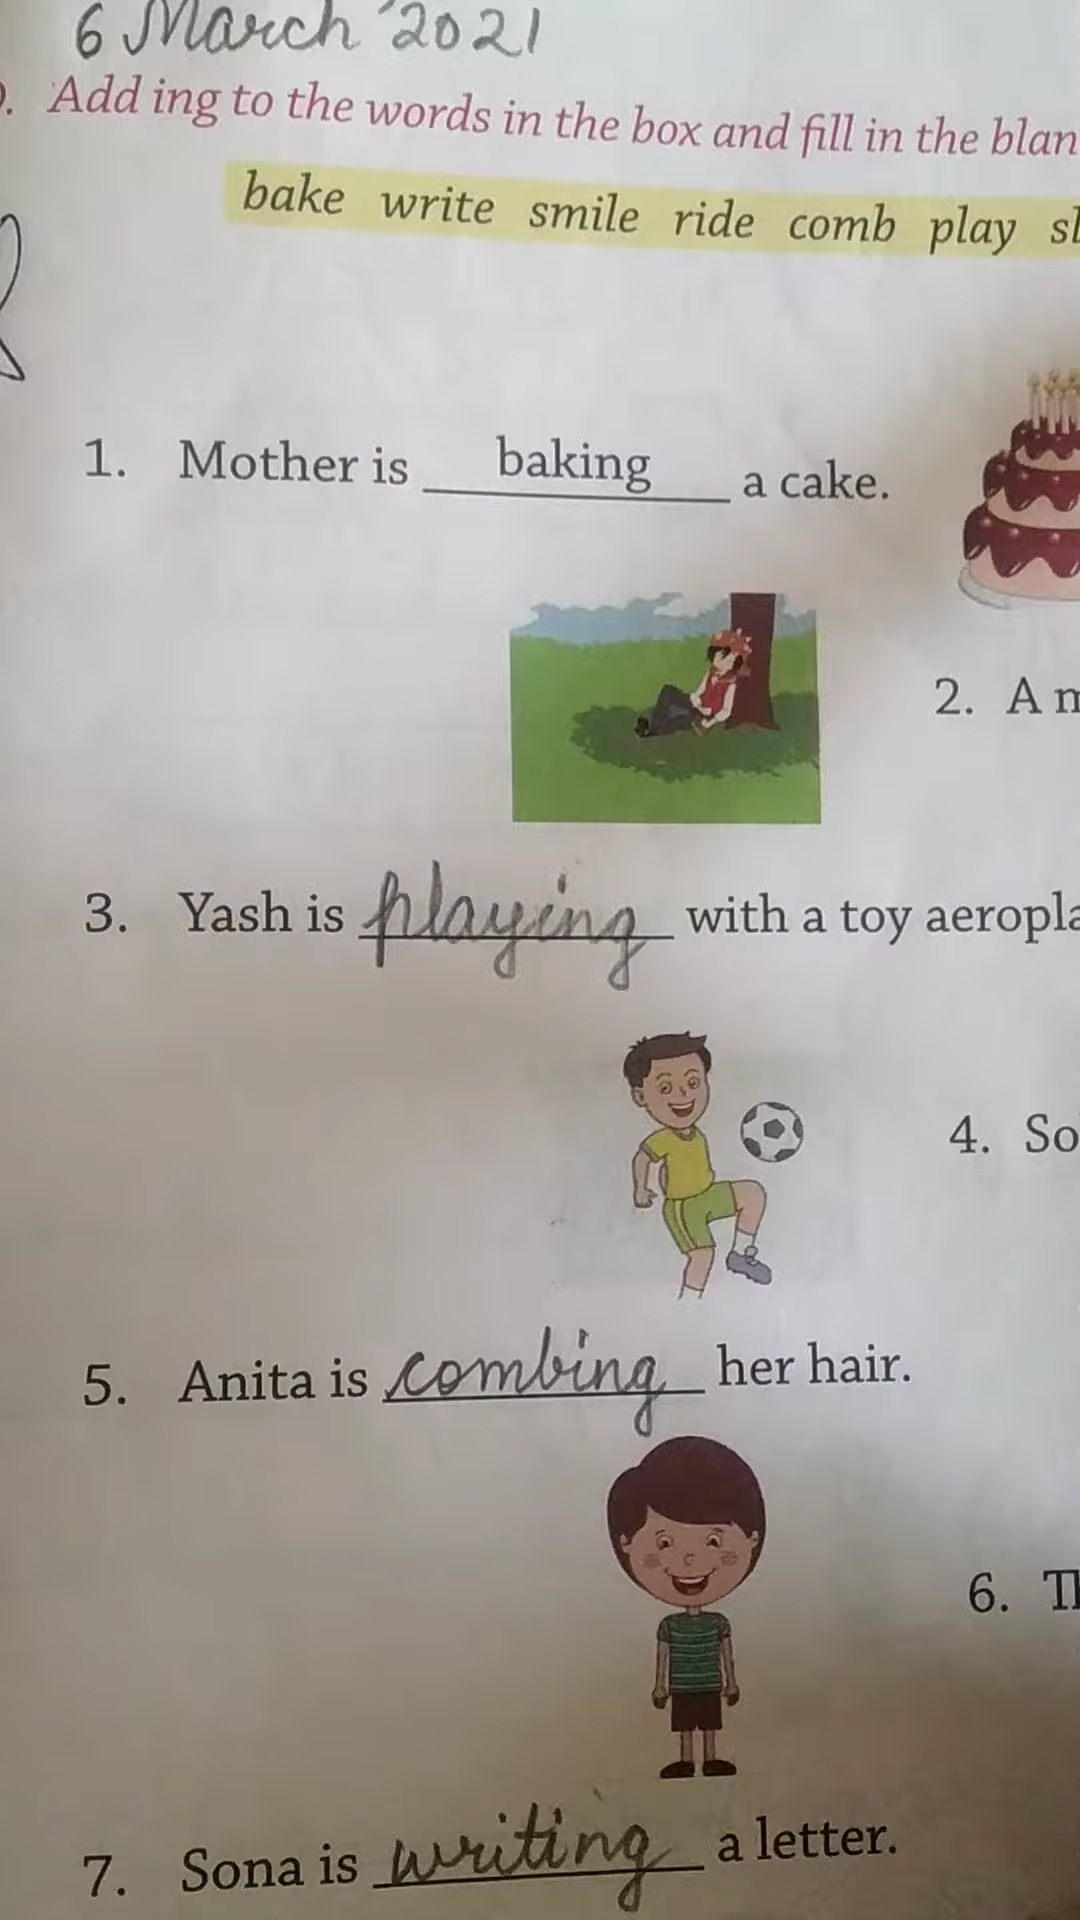 6 March 2021
Add ing to the words in the box and fill in the
bake write smile ride comb play
1. Mother is baking a cake.
2. A
3. Yash is playing with a toy
4. So
5. Anita is combing her hair.
6.
7. Sona is writing a letter.